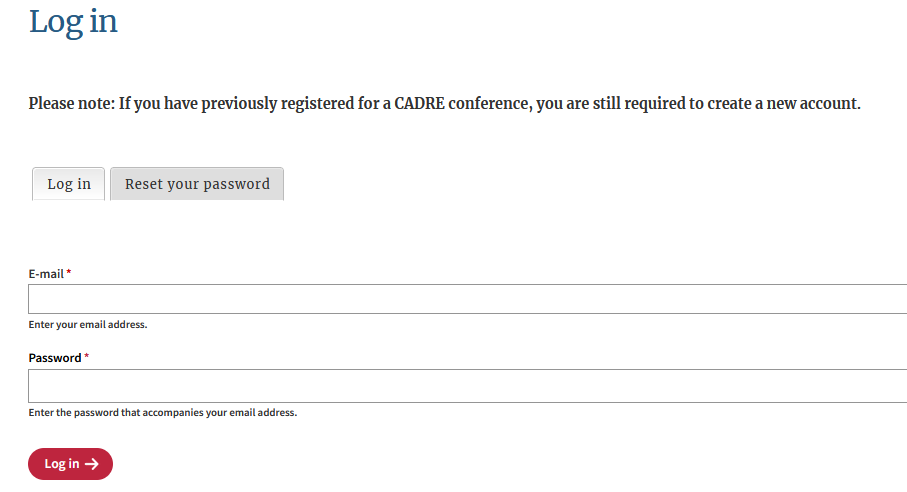 Log in
Please note: If you have previously registered for a CADRE conference, you are still required to create a new account.
Log in
Reset your password
E-mail *
Enter your email address.
Password *
Enter the password that accompanies your email address.
Log in →